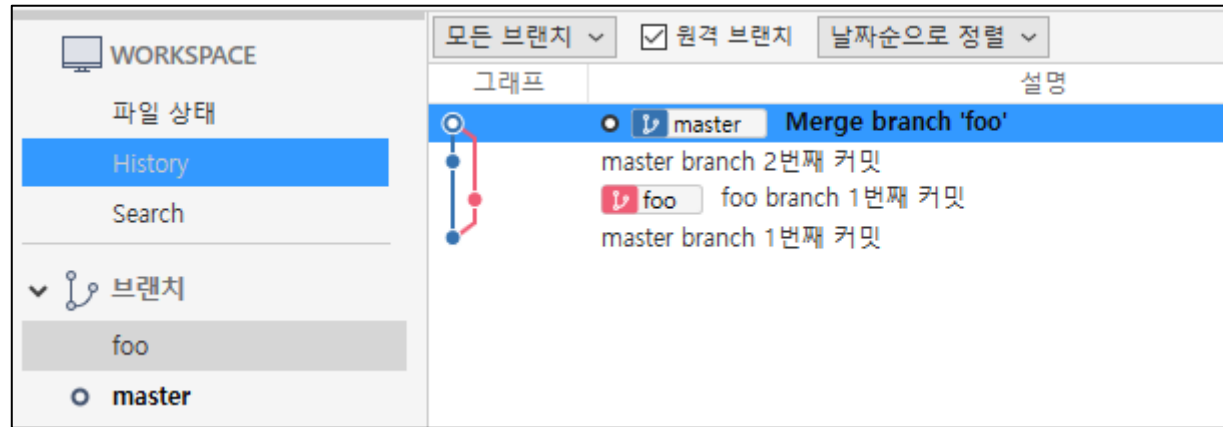 WORKSPACE
파일 상태
History
Search
브랜치
foo
master
모든 브랜치 원격 브랜치 날짜순으로 정렬
그래프 설명
master Merge branch 'foo'
master branch 2번째 커밋
foo foo branch 1번째 커밋
master branch 1번째 커밋